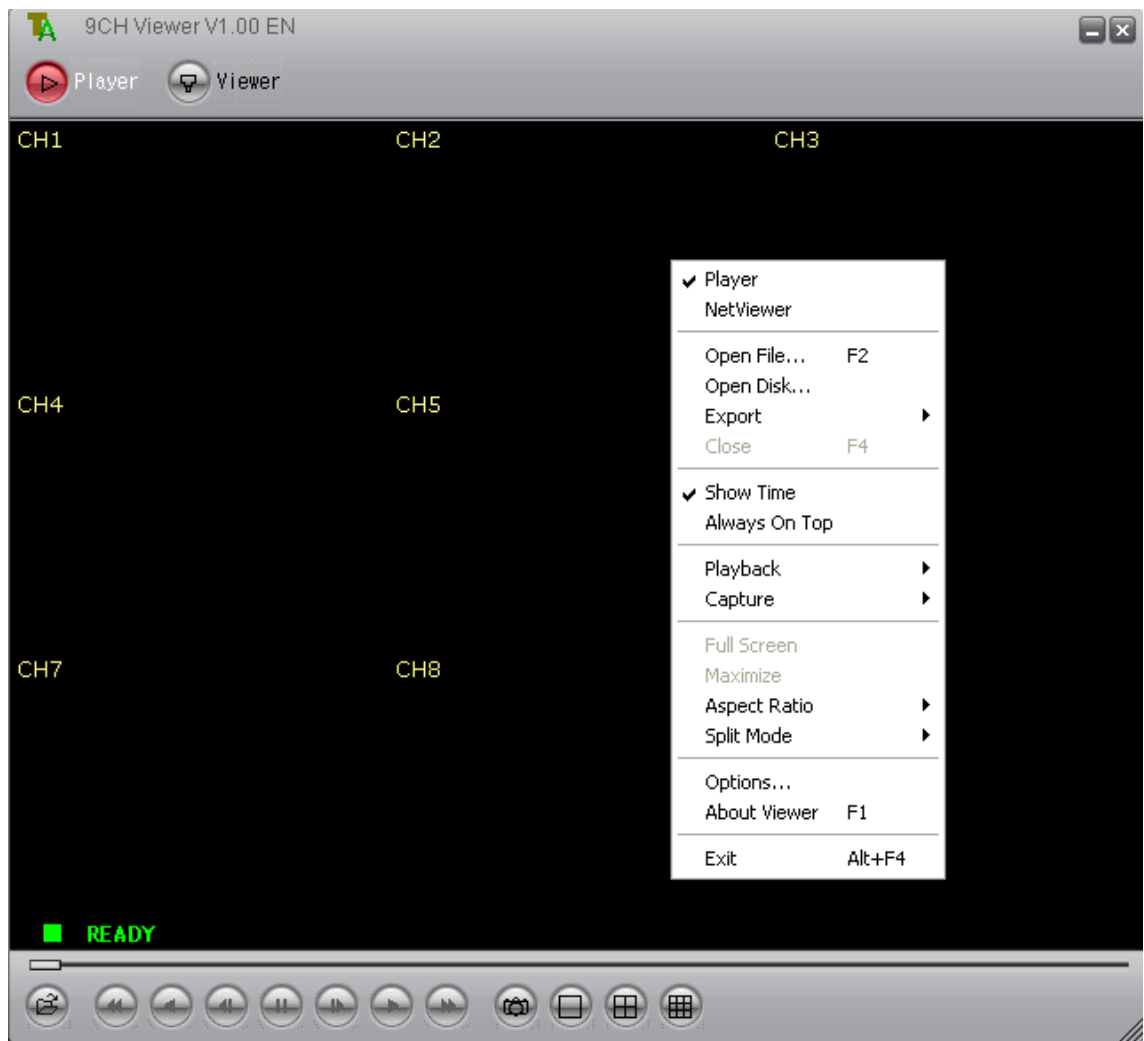 TA 9CH Viewer V1.00 EN
Player Viewer
CH1 CH2 CH3
CH4 CH5
CH7 CH8
Player
NetViewer
Open File... F2
Open Disk...
Export
Close F4
Show Time
Always On Top
Playback
Capture
Full Screen
Maximize
Aspect Ratio
Split Mode
Options...
About Viewer F1
Exit Alt+F4
READY